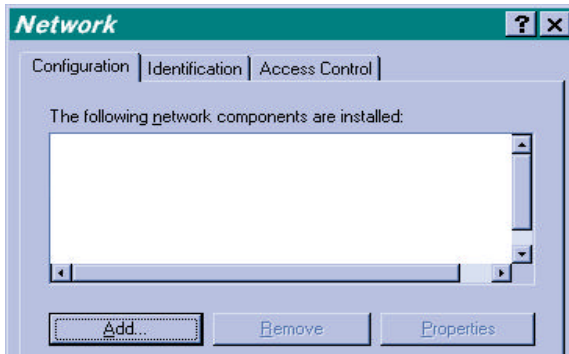 Network
Configuration Identification Access Control
The following network components are installed:
Add... Remove Properties